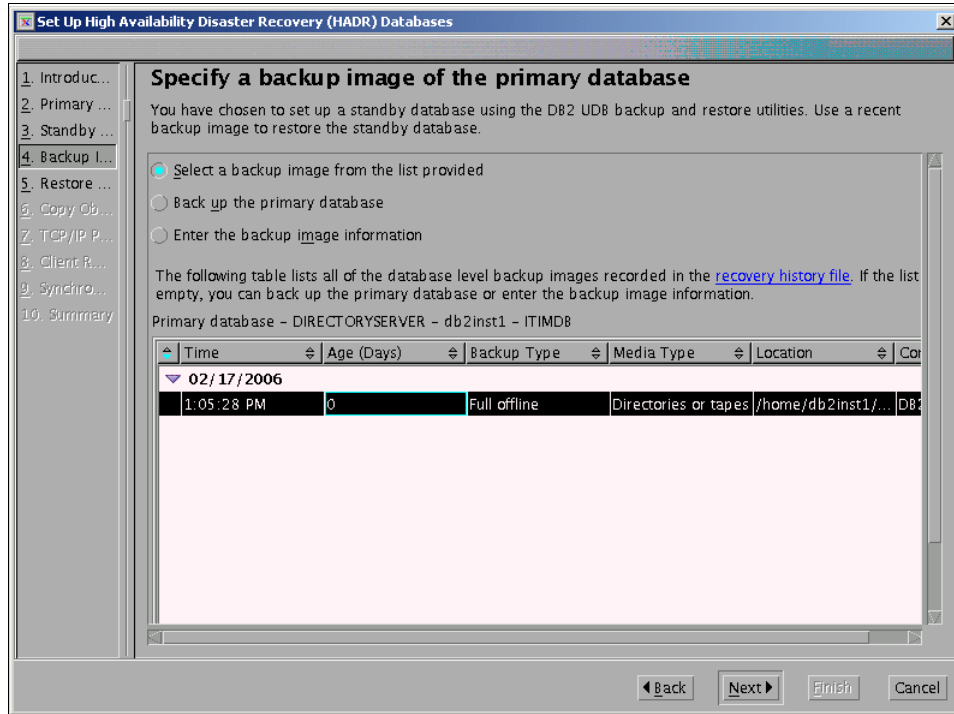 Set Up High Availability Disaster Recovery (HADR) Databases
1. Introduc...
2. Primary ...
3. Standby ...
4. Backup I...
5. Restore ...
6. Copy Ob...
7. TCP/IP P...
8. Client R...
9. Synchro...
10. Summary
Specify a backup image of the primary database
You have chosen to set up a standby database using the DB2 UDB backup and restore utilities. Use a recent
backup image to restore the standby database.
Select a backup image from the list provided
Back up the primary database
Enter the backup image information
The following table lists all of the database level backup images recorded in the recovery history file. If the list
empty, you can back up the primary database or enter the backup image information.
Primary database – DIRECTORYSERVER – db2inst1 – ITIMDB
Time Age (Days) Backup Type Media Type Location Cor
02/17/2006
1:05:28 PM 0 Full offline Directories or tapes /home/db2inst1/... DB2
Back Next Finish Cancel